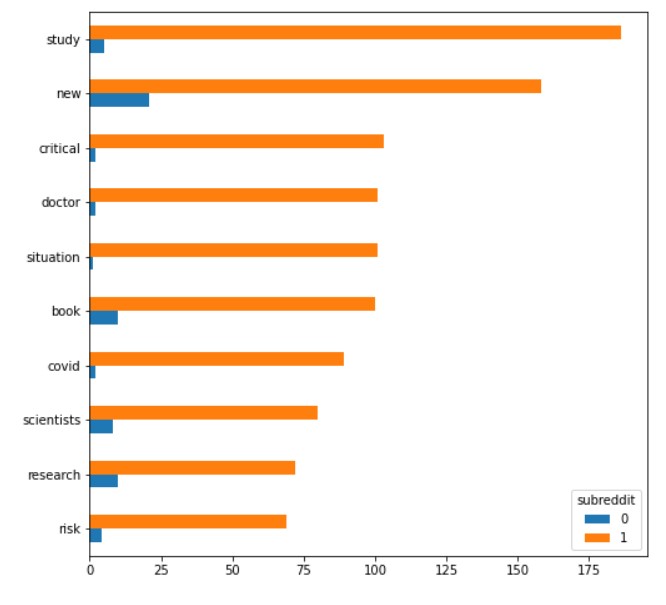 study
new
critical
doctor
situation
book
covid
scientists
research
risk
subreddit
0
1
0 25 50 75 100 125 150 175